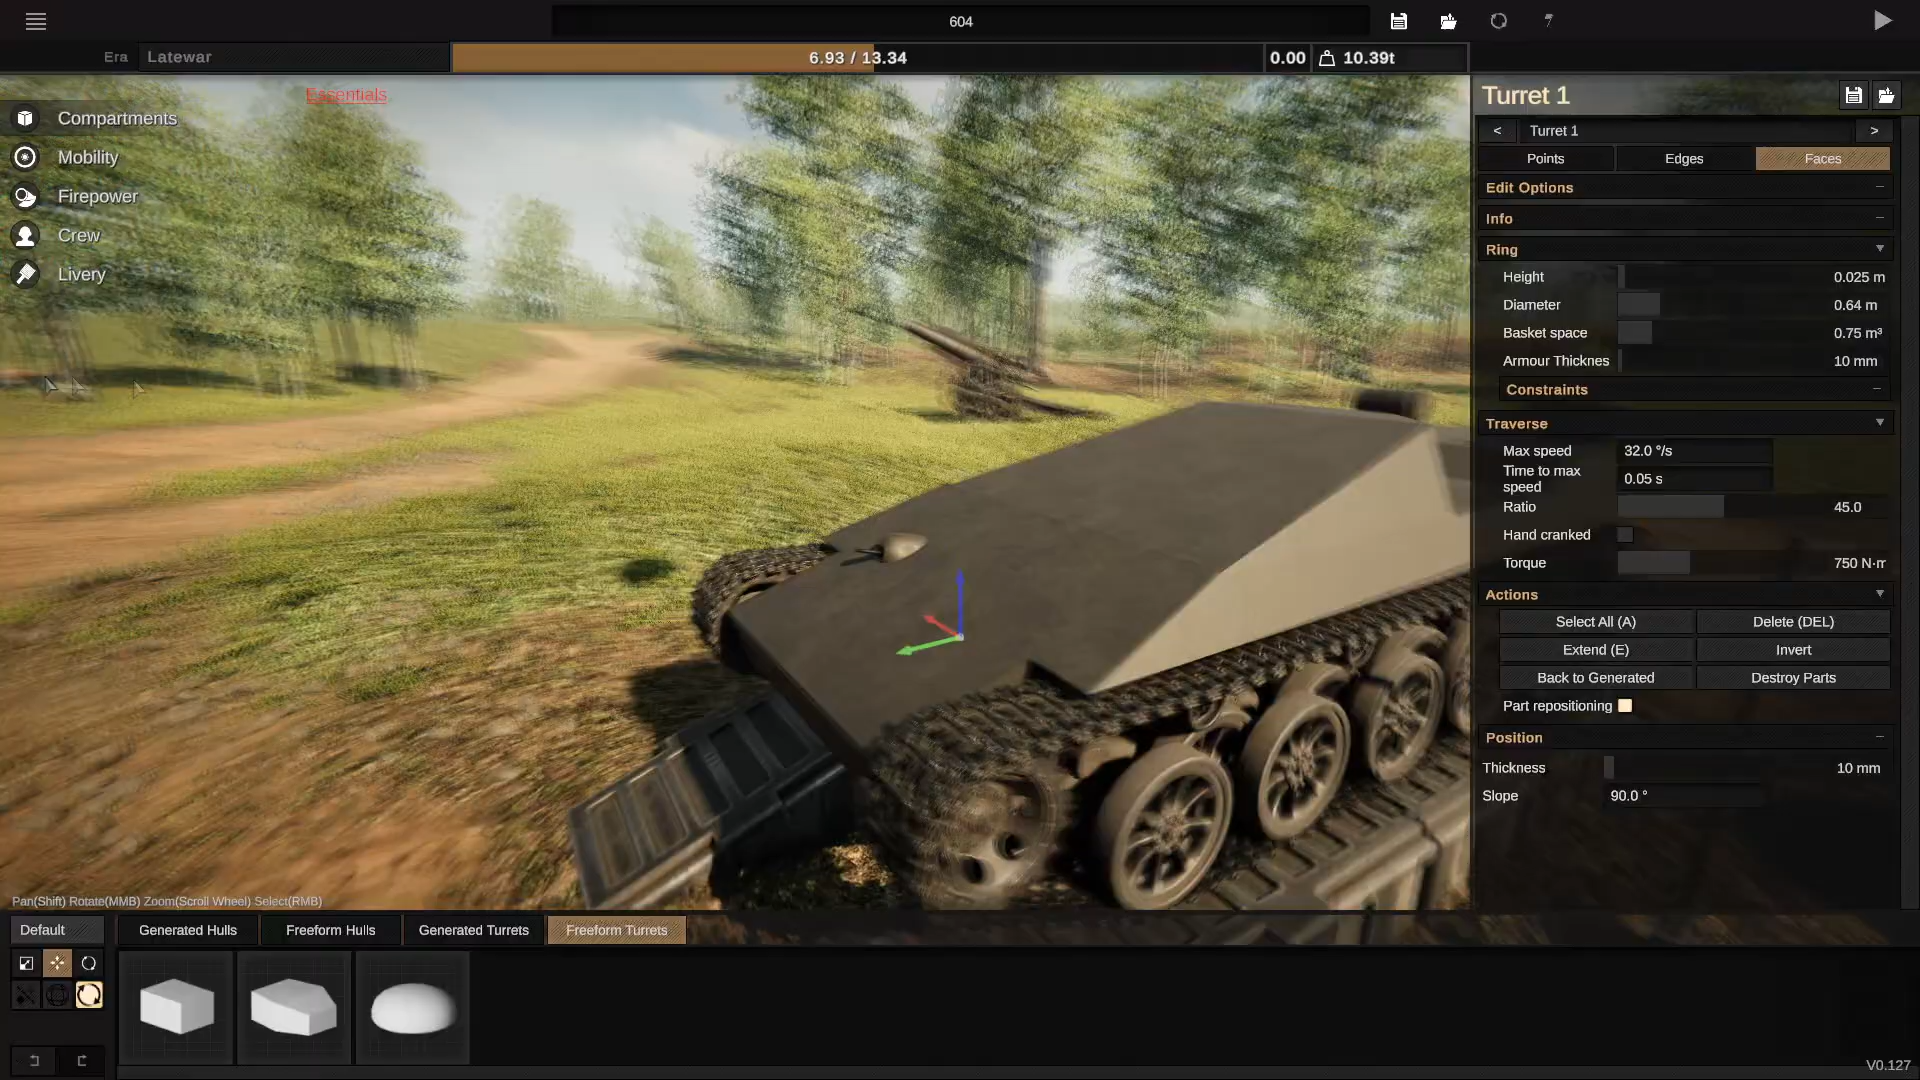 604
Era
Latewar
6.93 / 13.34
0.00
10.39t
Essentials
Compartments
Mobility
Firepower
Crew
Livery
Turret 1
<
Turret 1
>
Points
Edges
Faces
Edit Options
Info
Ring
Height
0.025 m
Diameter
0.64 m
Basket space
0.75 m³
Armour Thicknes
10 mm
Constraints
Traverse
Max speed
32.0 °/s
Time to max
speed
0.05 s
Ratio
45.0
Hand cranked
Torque
750 N·m
Actions
Select All (A)
Delete (DEL)
Extend (E)
Invert
Back to Generated
Destroy Parts
Part repositioning
Position
Thickness
10 mm
Slope
90.0 °
Pan(Shift) Rotate(MMB) Zoom(Scroll Wheel) Select(RMB)
Default
Generated Hulls
Freeform Hulls
Generated Turrets
Freeform Turrets
V0.127